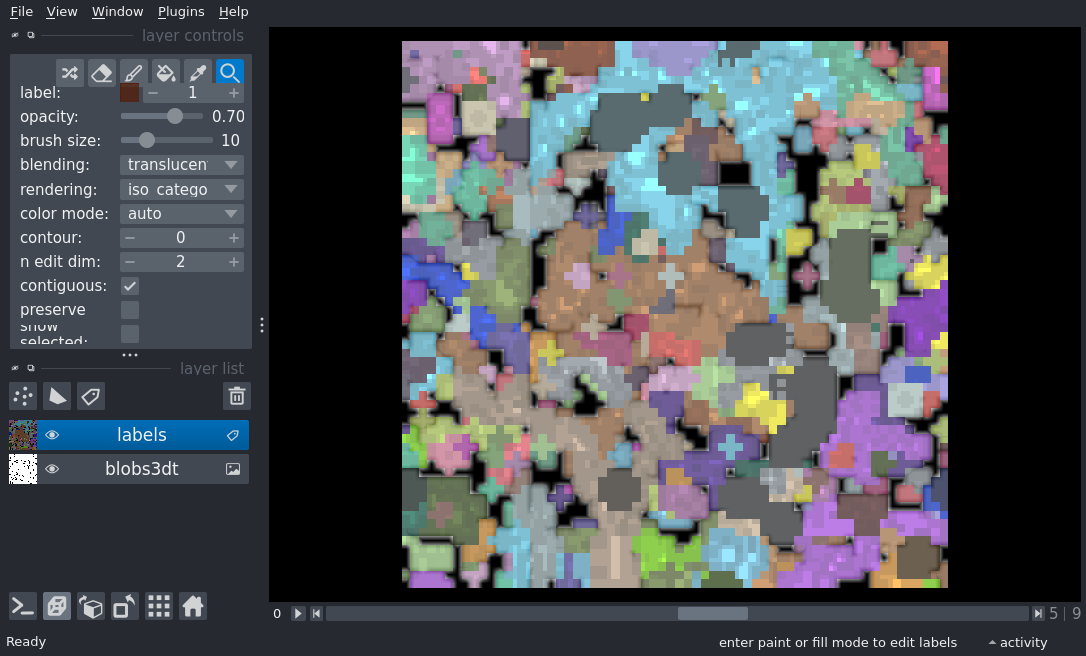 File View Window Plugins Help
layer controls
label: 1
opacity: 0.70
brush size: 10
blending: translucen
rendering: iso_catego
color mode: auto
contour: 0
n edit dim: 2
contiguous:
preserve
show
selected:
layer list
labels
blobs3dt
0 5 | 9
Ready enter paint or fill mode to edit labels activity